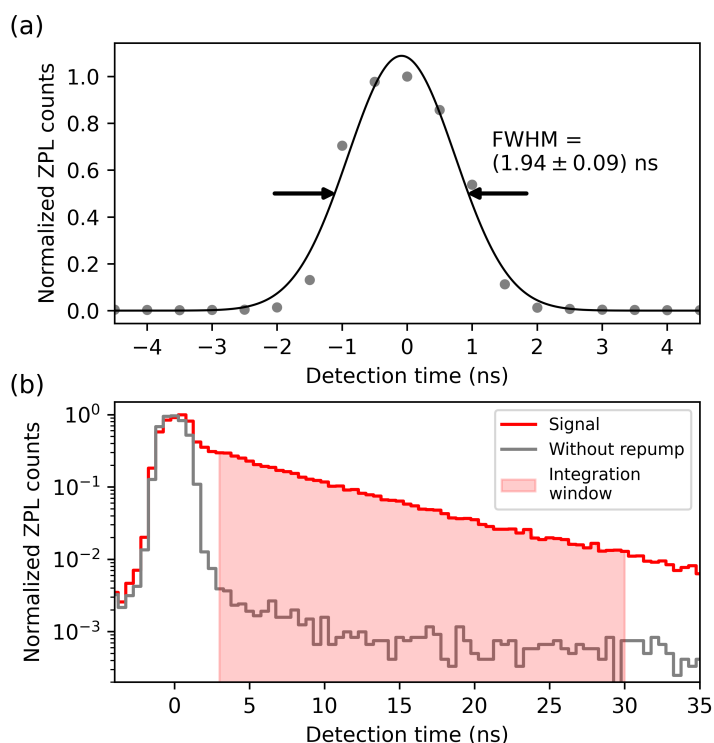 (a)
Normalized ZPL counts
1.0
0.8
0.6
0.4
0.2
0.0
FWHM =
(1.94 ± 0.09) ns
−4 −3 −2 −1 0 1 2 3 4
Detection time (ns)
(b)
Normalized ZPL counts
10⁰
10⁻¹
10⁻²
10⁻³
Signal
Without repump
Integration
window
0 5 10 15 20 25 30 35
Detection time (ns)